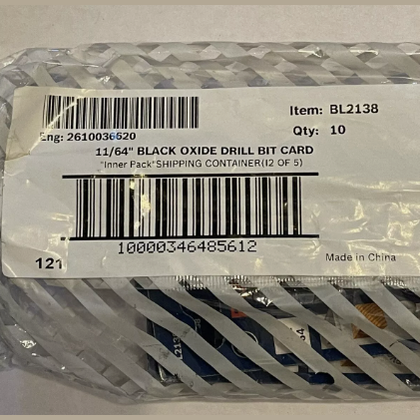 Item: BL2138
Eng: 2610036620
Qty: 10
11/64" BLACK OXIDE DRILL BIT CARD
"Inner Pack"SHIPPING CONTAINER(I2 OF 5)
10000346485612
121
Made in China